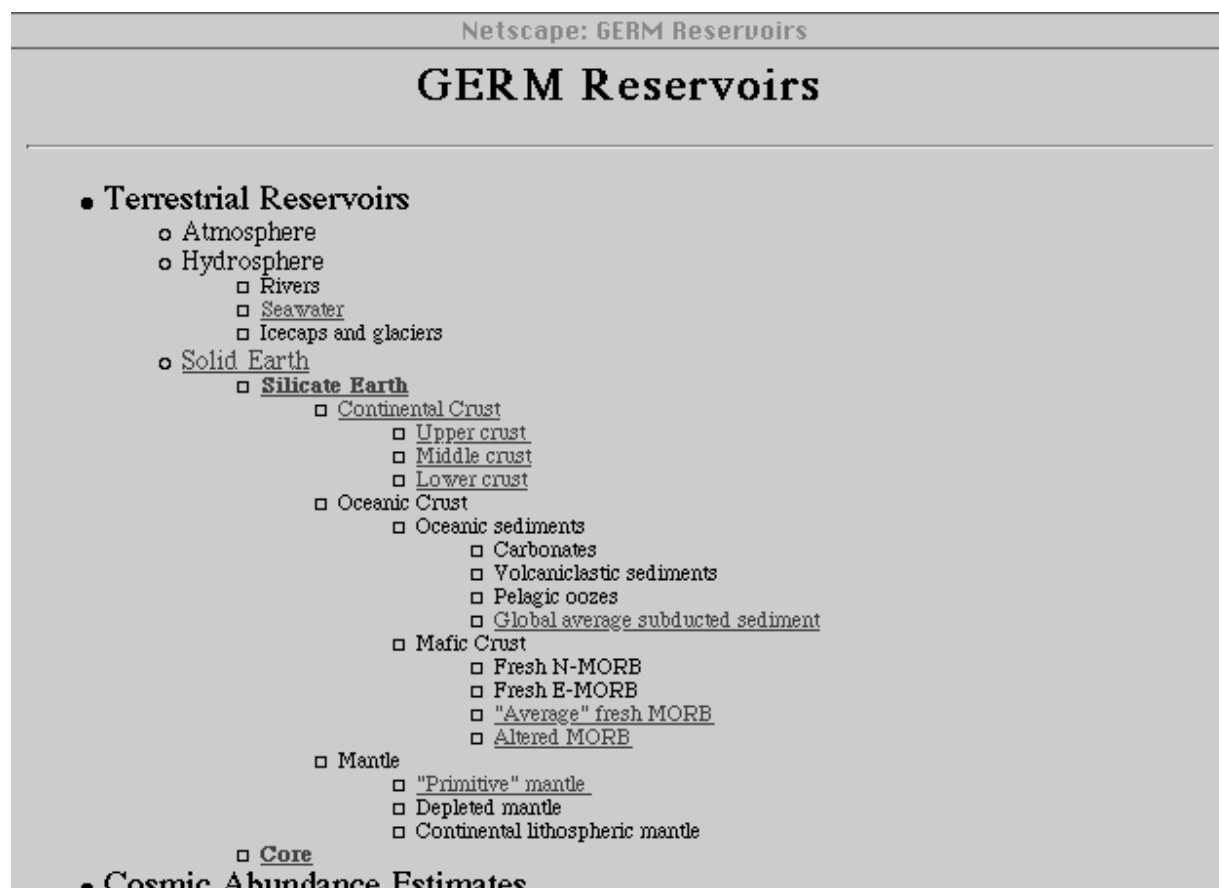 Netscape: GERM Reservoirs
GERM Reservoirs
Terrestrial Reservoirs
Atmosphere
Hydrosphere
Rivers
Seawater
Icecaps and glaciers
Solid Earth
Silicate Earth
Continental Crust
Upper crust
Middle crust
Lower crust
Oceanic Crust
Oceanic sediments
Carbonates
Volcaniclastic sediments
Pelagic oozes
Global average subducted sediment
Mafic Crust
Fresh N-MORB
Fresh E-MORB
"Average" fresh MORB
Altered MORB
Mantle
"Primitive" mantle
Depleted mantle
Continental lithospheric mantle
Core
Cosmic Abundance Estimates